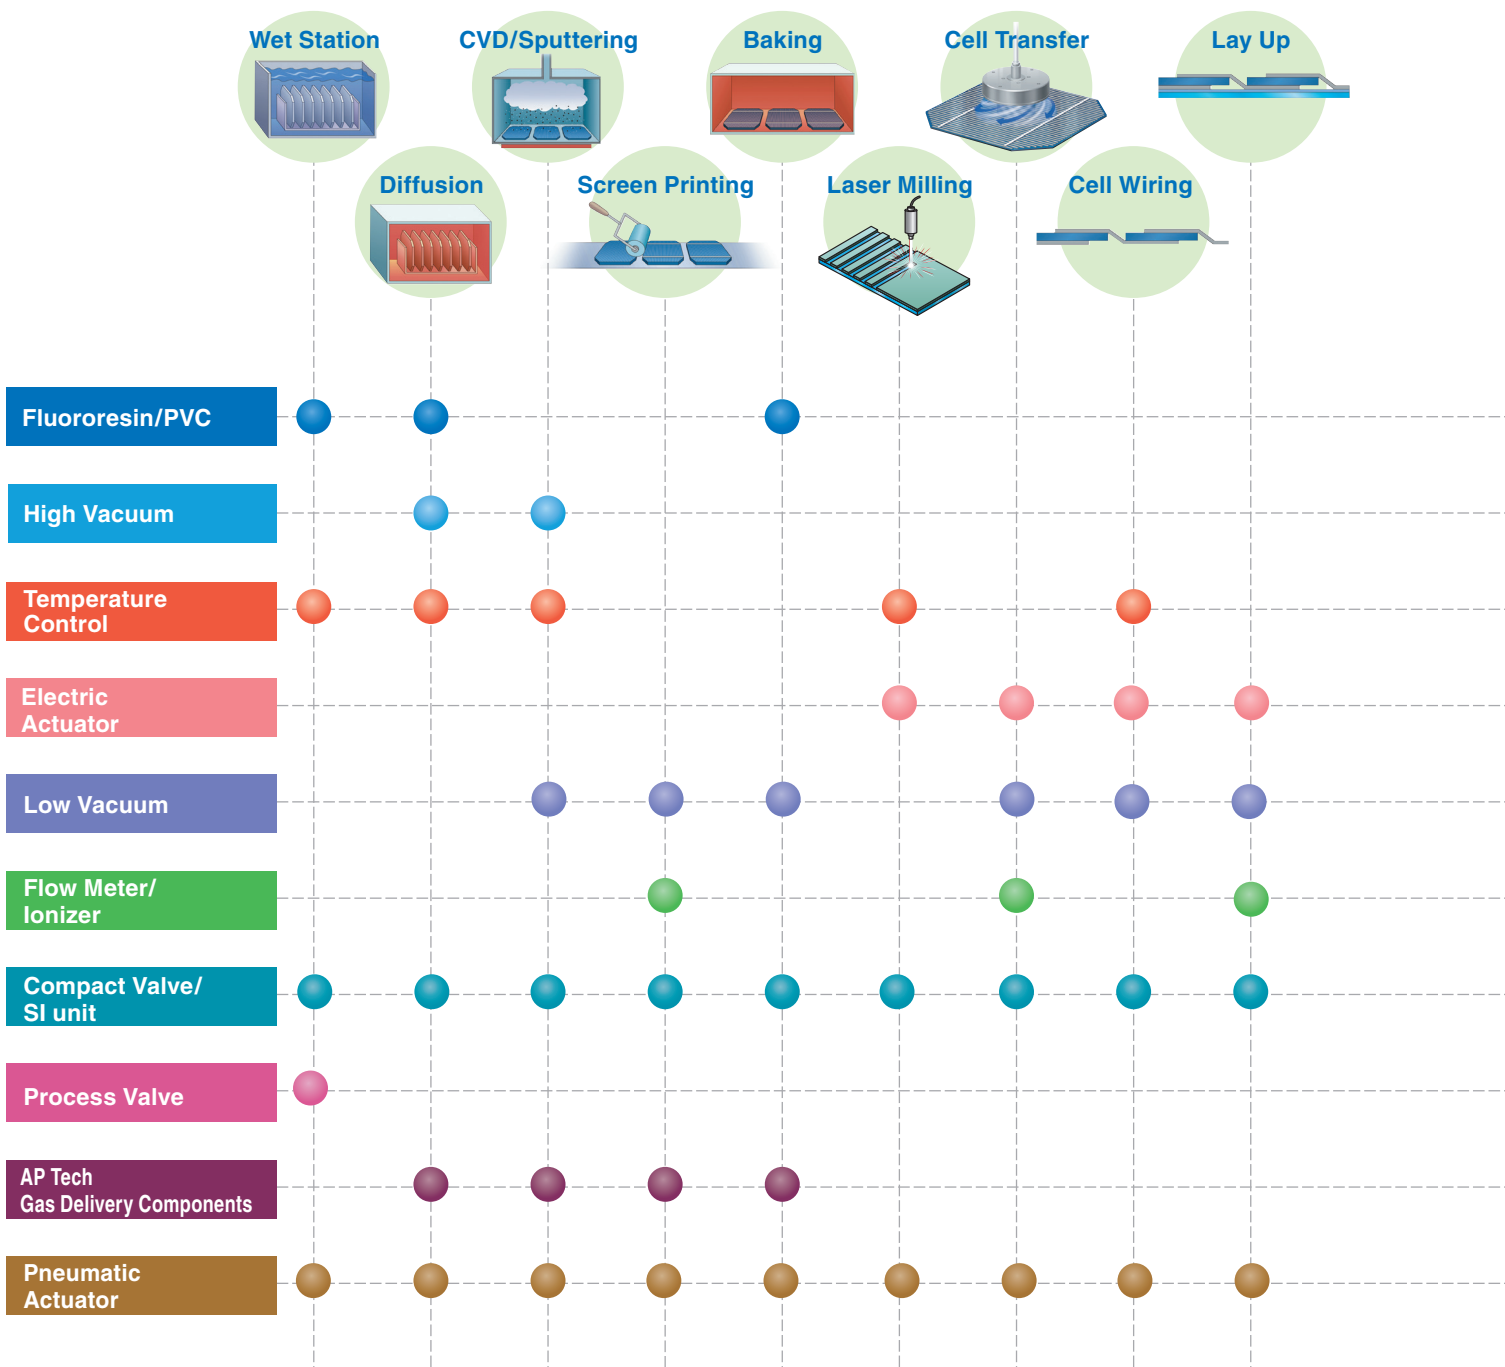 Wet Station
CVD/Sputtering
Baking
Cell Transfer
Lay Up
Diffusion
Screen Printing
Laser Milling
Cell Wiring
Fluororesin/PVC
High Vacuum
Temperature
Control
Electric
Actuator
Low Vacuum
Flow Meter/
Ionizer
Compact Valve/
SI unit
Process Valve
AP Tech
Gas Delivery Components
Pneumatic
Actuator